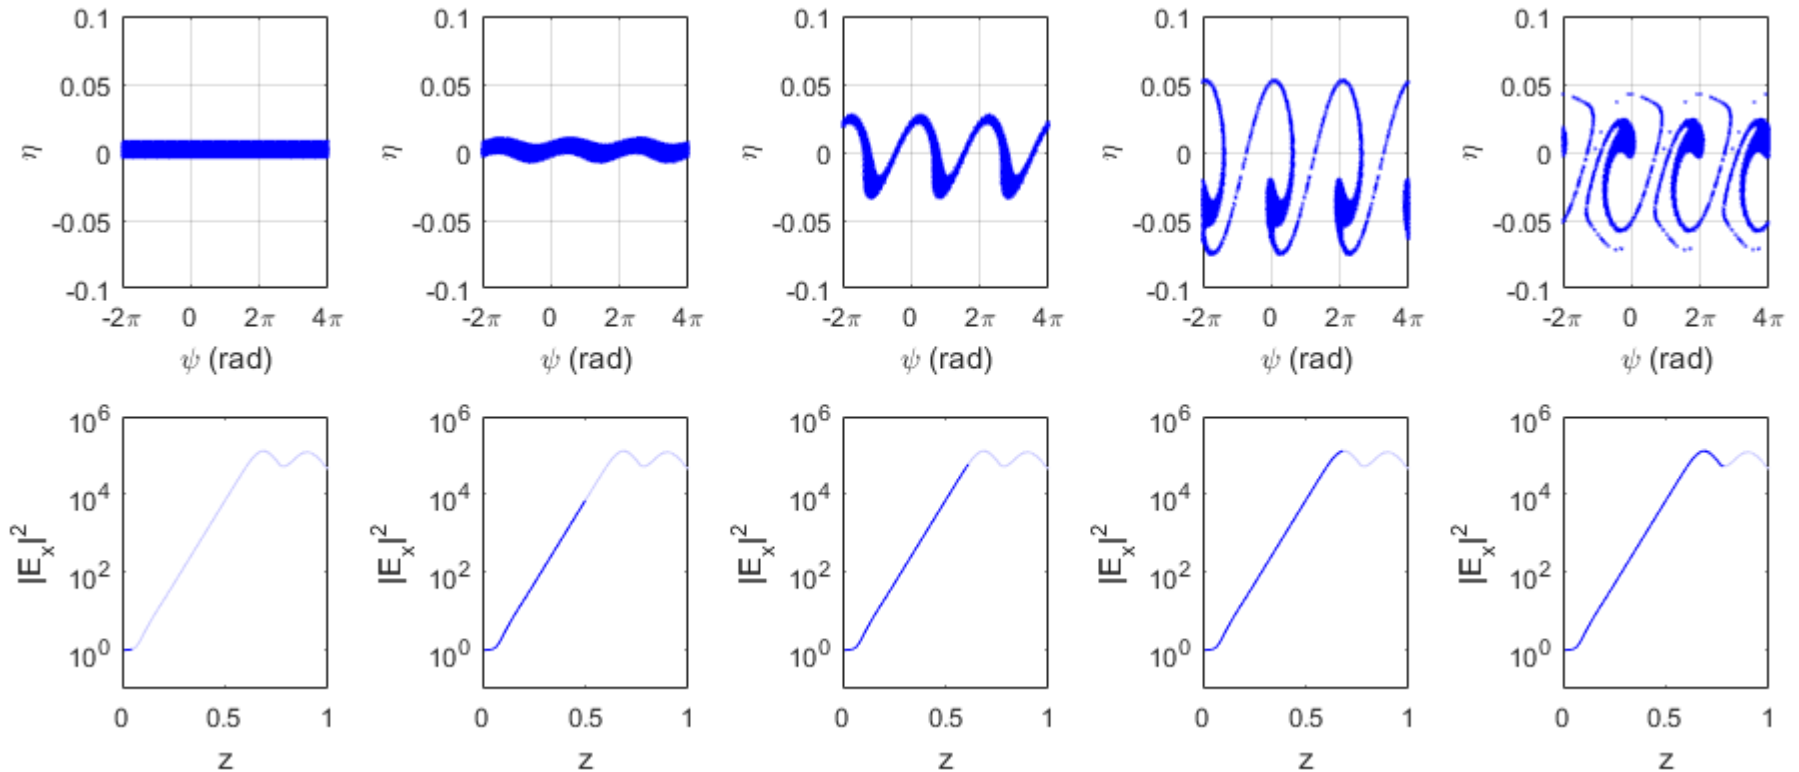 0.1 0.1 0.1 0.1 0.1
0.05 0.05 0.05 0.05 0.05
η 0 η 0 η 0 η 0 η 0
-0.05 -0.05 -0.05 -0.05 -0.05
-0.1 -0.1 -0.1 -0.1 -0.1
-2π 0 2π 4π -2π 0 2π 4π -2π 0 2π 4π -2π 0 2π 4π -2π 0 2π 4π
ψ (rad) ψ (rad) ψ (rad) ψ (rad) ψ (rad)
10^6 10^6 10^6 10^6 10^6
10^4 10^4 10^4 10^4 10^4
|E_x|^2 |E_x|^2 |E_x|^2 |E_x|^2 |E_x|^2
10^2 10^2 10^2 10^2 10^2
10^0 10^0 10^0 10^0 10^0
0 0.5 1 0 0.5 1 0 0.5 1 0 0.5 1 0 0.5 1
z z z z z